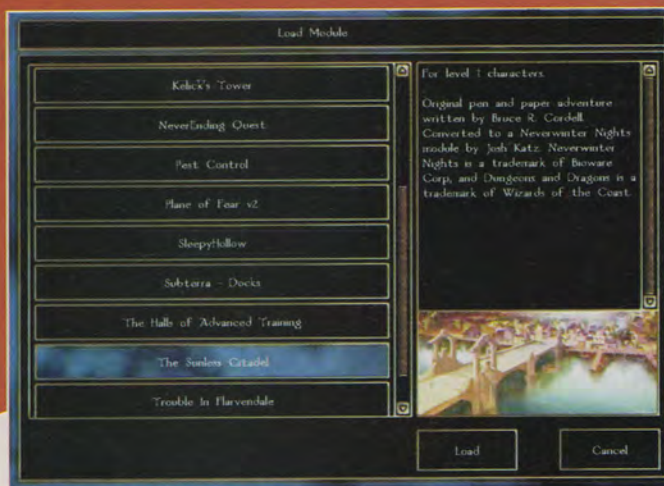 Load Module
Kelick's Tower
NeverEnding Quest
Pest Control
Plane of Fear v2
SleepyHollow
Subterra - Docks
The Halls of Advanced Training
The Sunless Citadel
Trouble In Harvendale
For level 1 characters.
Original pen and paper adventure
written by Bruce R. Cordell.
Converted to a Neverwinter Nights
module by Josh Katz. Neverwinter
Nights is a trademark of Bioware
Corp, and Dungeons and Dragons is a
trademark of Wizards of the Coast.
Load
Cancel